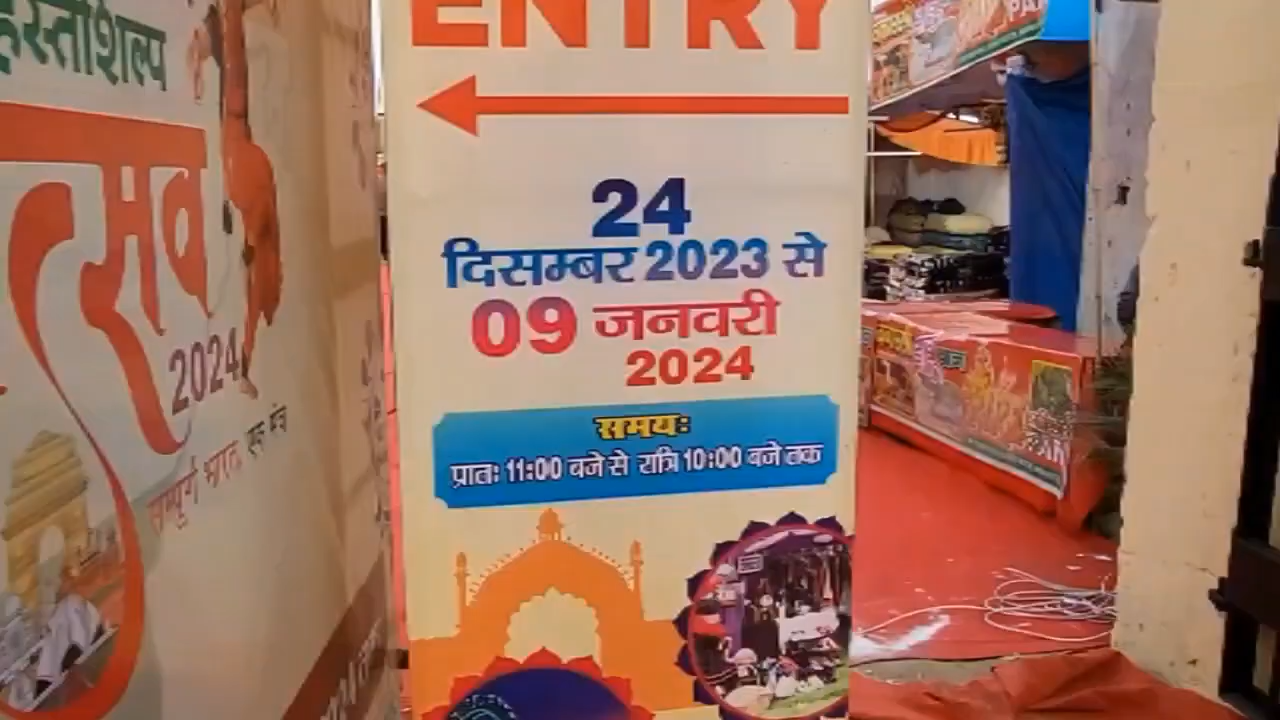 हस्तशिल्प
त्सव
2024
सम्पूर्ण भारत, एक मंच
ENTRY
24
दिसम्बर 2023 से
09 जनवरी
2024
समयः
प्रातः 11:00 बजे से रात्रि 10:00 बजे तक